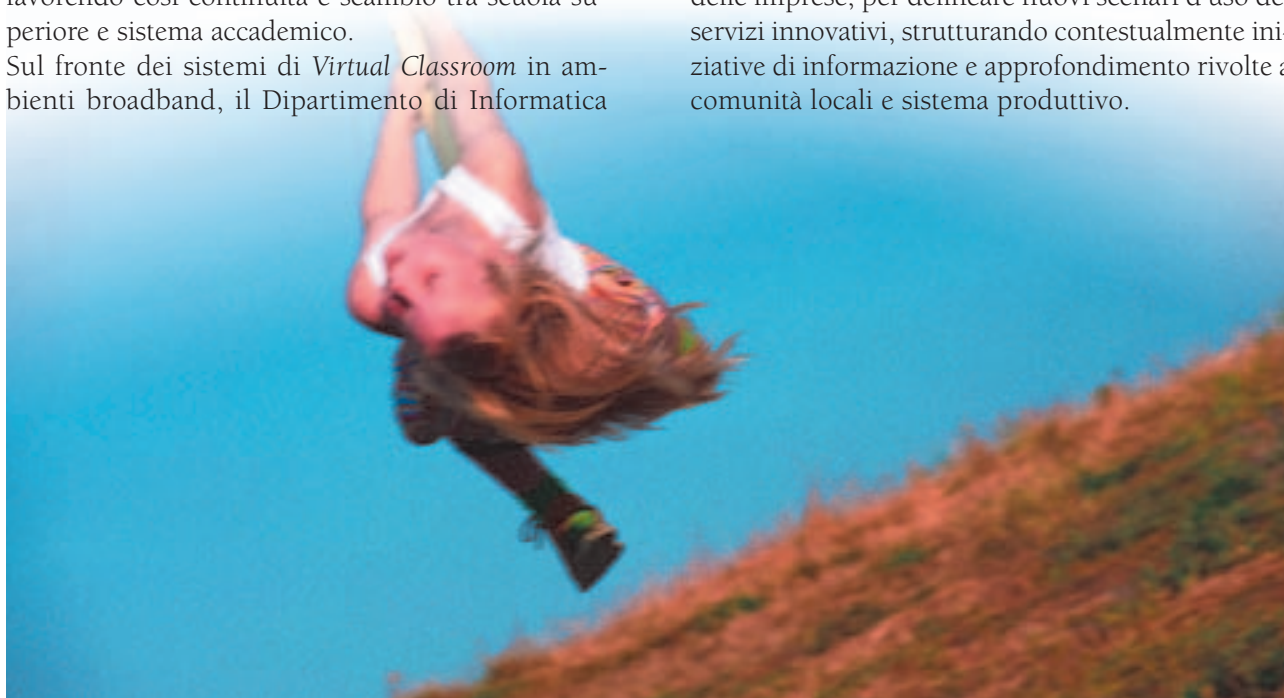 favorendo così continuità e scambio tra scuola su-
periore e sistema accademico.
Sul fronte dei sistemi di Virtual Classroom in am-
bienti broadband, il Dipartimento di Informatica
delle imprese, per delineare nuovi scenari d'uso de
servizi innovativi, strutturando contestualmente ini-
ziative di informazione e approfondimento rivolte a
comunità locali e sistema produttivo.